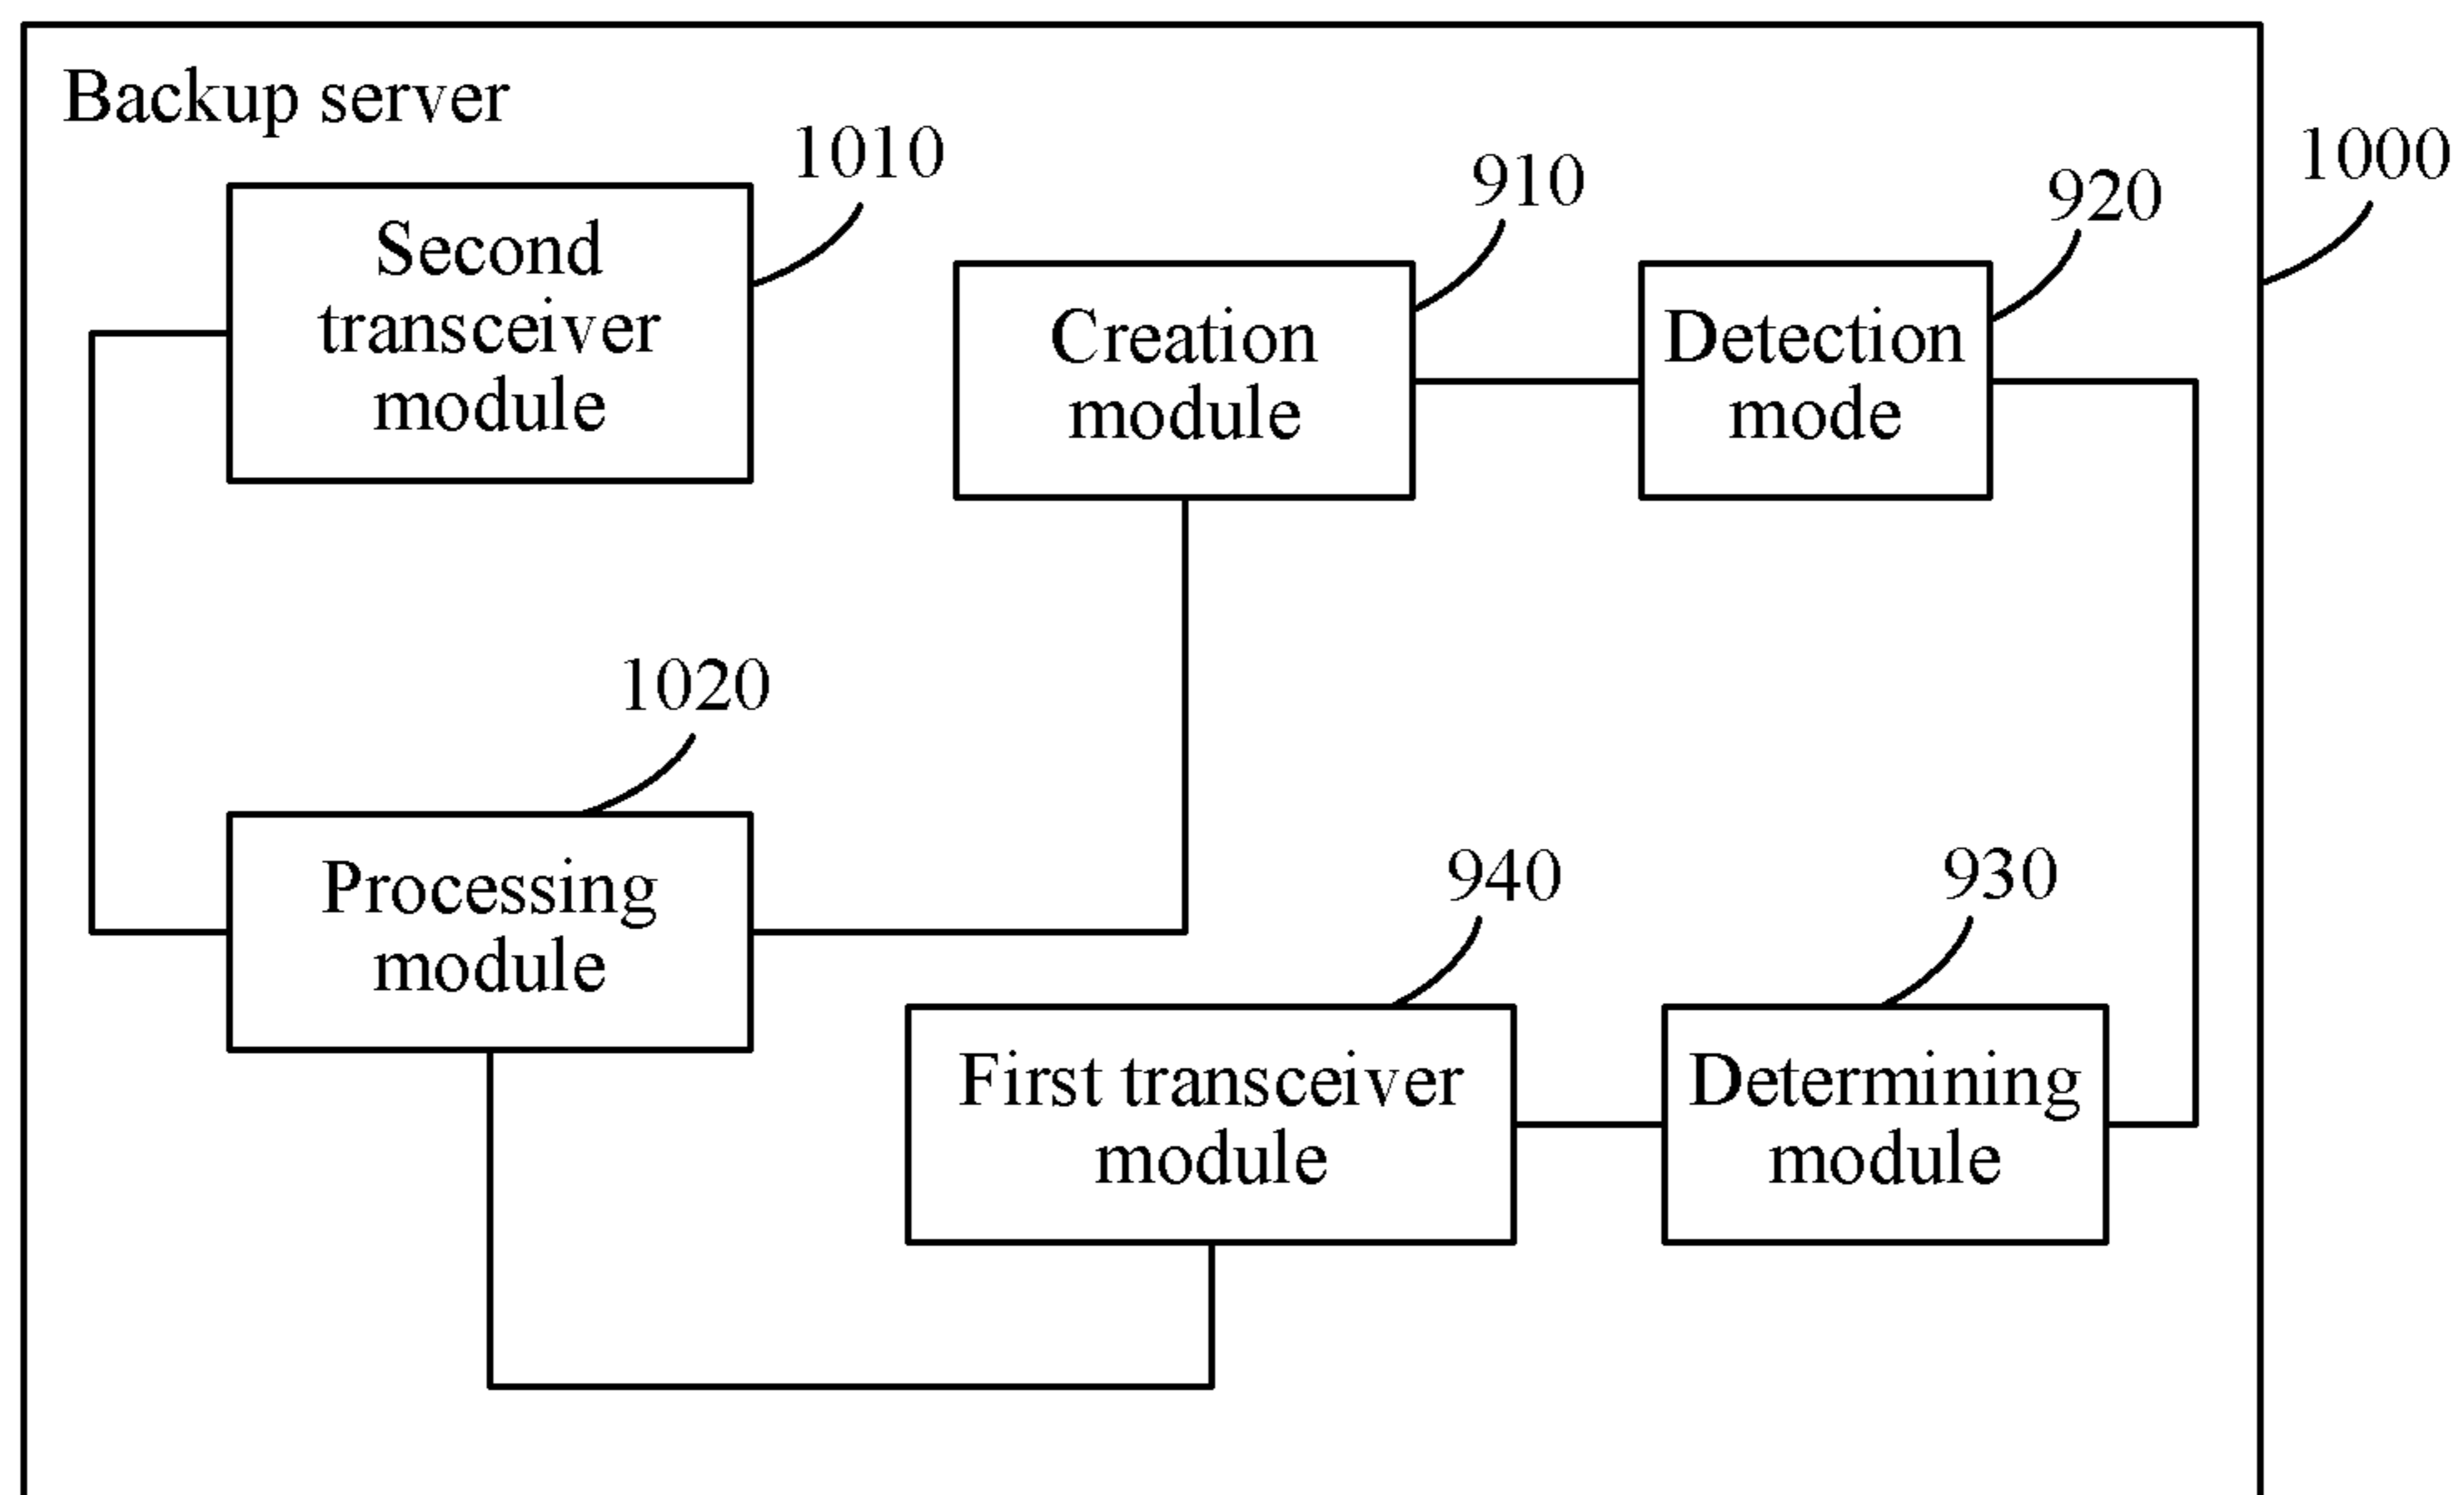 Backup server
1010
910
920
1000
Second
transceiver
module
Creation
module
Detection
mode
1020
Processing
module
940
930
First transceiver
module
Determining
module